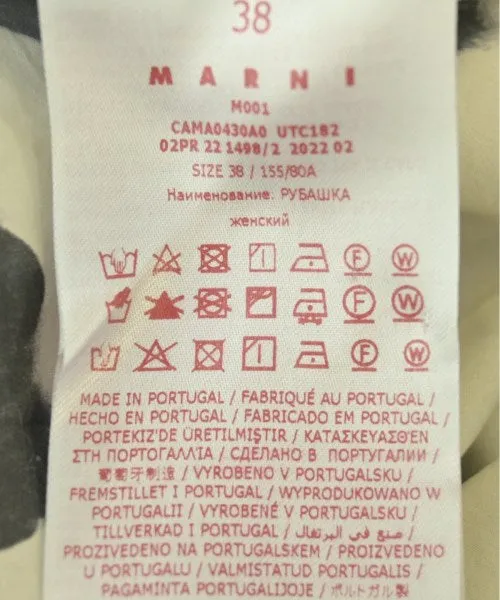 38
MARNI
M001
CAMA0430A0 UTC182
02PR 22 1498/2 2022 02
SIZE 38 / 155/80A
Наименование: РУБАШКА
женский
F W
F W
F W
MADE IN PORTUGAL / FABRIQUÉ AU PORTUGAL /
HECHO EN PORTUGAL / FABRICADO EM PORTUGAL /
PORTEKIZ'DE ÜRETILMIŞTIR / ΚΑΤΑΣΚΕΥΑΣΘΈΝ
ΣΤΗ ΠΟΡΤΟΓΑΛΛΊΑ / СДЕЛАНО В ПОРТУГАЛИИ /
葡萄牙制造 / VYROBENO V PORTUGALSKU /
FREMSTILLET I PORTUGAL / WYPRODUKOWANO W
PORTUGALII / VYROBENÉ V PORTUGALSKU /
TILLVERKAD I PORTUGAL / صنع في البرتغال /
PROIZVEDENO NA PORTUGALSKEM / PROIZVEDENO
U PORTUGALU / VALMISTATUD PORTUGALIS /
PAGAMINTA PORTUGALIJOJE / ポルトガル製